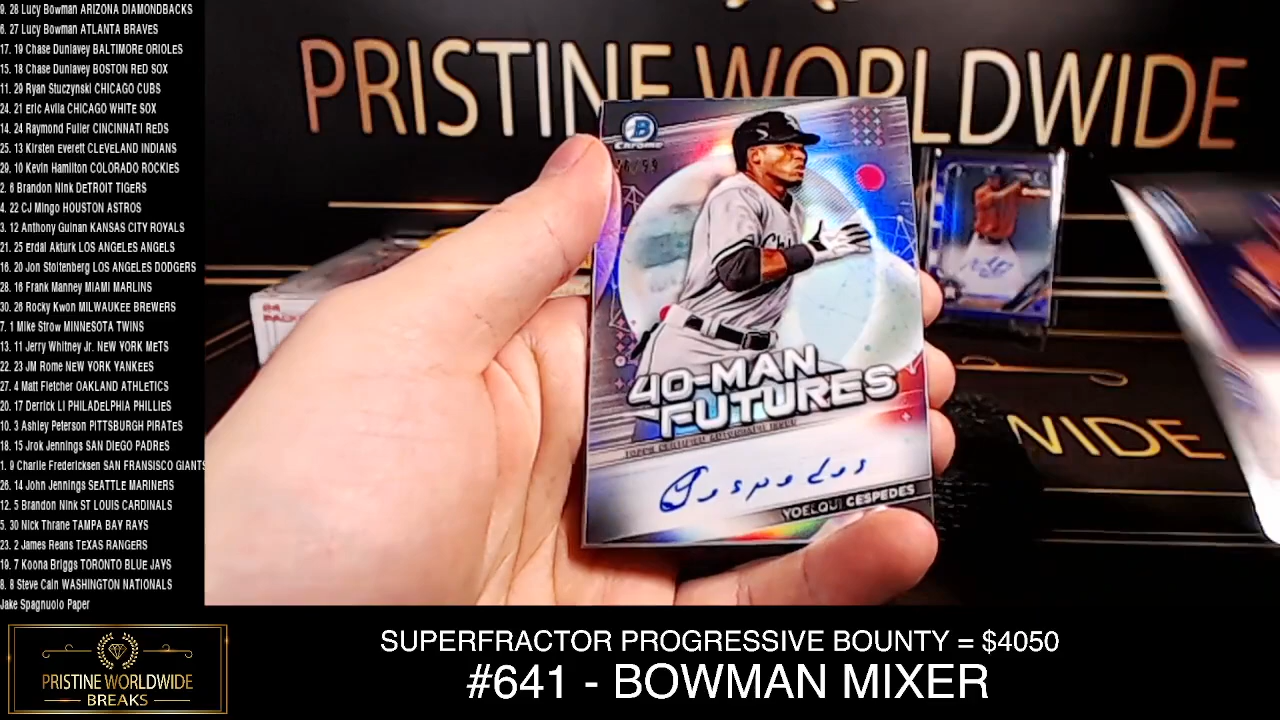 9. 28 Lucy Bowman ARIZONA DIAMONDBACKS
6. 27 Lucy Bowman ATLANTA BRAVES
17. 19 Chase Dunlavey BALTIMORE ORIOLES
15. 18 Chase Dunlavey BOSTON RED SOX
11. 29 Ryan Stuczynski CHICAGO CUBS
24. 21 Eric Avila CHICAGO WHITE SOX
14. 24 Raymond Fuller CINCINNATI REDS
25. 13 Kirsten Everett CLEVELAND INDIANS
29. 10 Kevin Hamilton COLORADO ROCKIES
2. 6 Brandon Nink DETROIT TIGERS
4. 22 CJ Mingo HOUSTON ASTROS
3. 12 Anthony Guinan KANSAS CITY ROYALS
21. 25 Erdal Akturk LOS ANGELES ANGELS
16. 20 Jon Stoltenberg LOS ANGELES DODGERS
28. 16 Frank Manney MIAMI MARLINS
30. 26 Rocky Kwon MILWAUKEE BREWERS
7. 1 Mike Strow MINNESOTA TWINS
13. 11 Jerry Whitney Jr. NEW YORK METS
22. 23 JM Rome NEW YORK YANKEES
27. 4 Matt Fletcher OAKLAND ATHLETICS
20. 17 Derrick Li PHILADELPHIA PHILLIES
10. 3 Ashley Peterson PITTSBURGH PIRATES
18. 15 Jrok Jennings SAN DIEGO PADRES
1. 9 Charlie Fredericksen SAN FRANSISCO GIANTS
26. 14 John Jennings SEATTLE MARINERS
12. 5 Brandon Nink ST LOUIS CARDINALS
5. 30 Nick Thrane TAMPA BAY RAYS
23. 2 James Reans TEXAS RANGERS
19. 7 Koona Briggs TORONTO BLUE JAYS
8. 8 Steve Cain WASHINGTON NATIONALS
Jake Spagnuolo Paper
PRISTINE WORLDWIDE
B
CHROME
40-MAN
FUTURES
TOPPS CERTIFIED AUTOGRAPH ISSUE
Cespedes
YOELQUI CESPEDES
WIDE
PRISTINE WORLDWIDE
BREAKS
SUPERFRACTOR PROGRESSIVE BOUNTY = $4050
#641 - BOWMAN MIXER